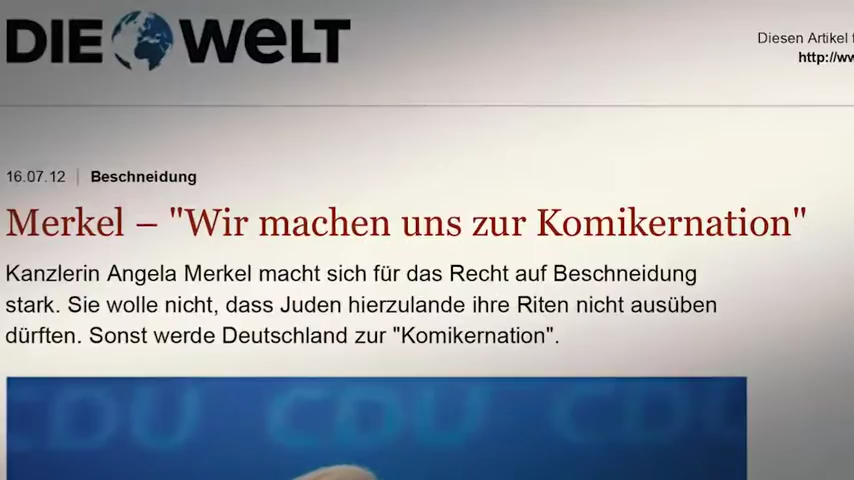 DIE WELT
Diesen Artikel
http://ww
16.07.12 | Beschneidung
Merkel – "Wir machen uns zur Komikernation"
Kanzlerin Angela Merkel macht sich für das Recht auf Beschneidung
stark. Sie wolle nicht, dass Juden hierzulande ihre Riten nicht ausüben
dürften. Sonst werde Deutschland zur "Komikernation".
CDU CDU CDU